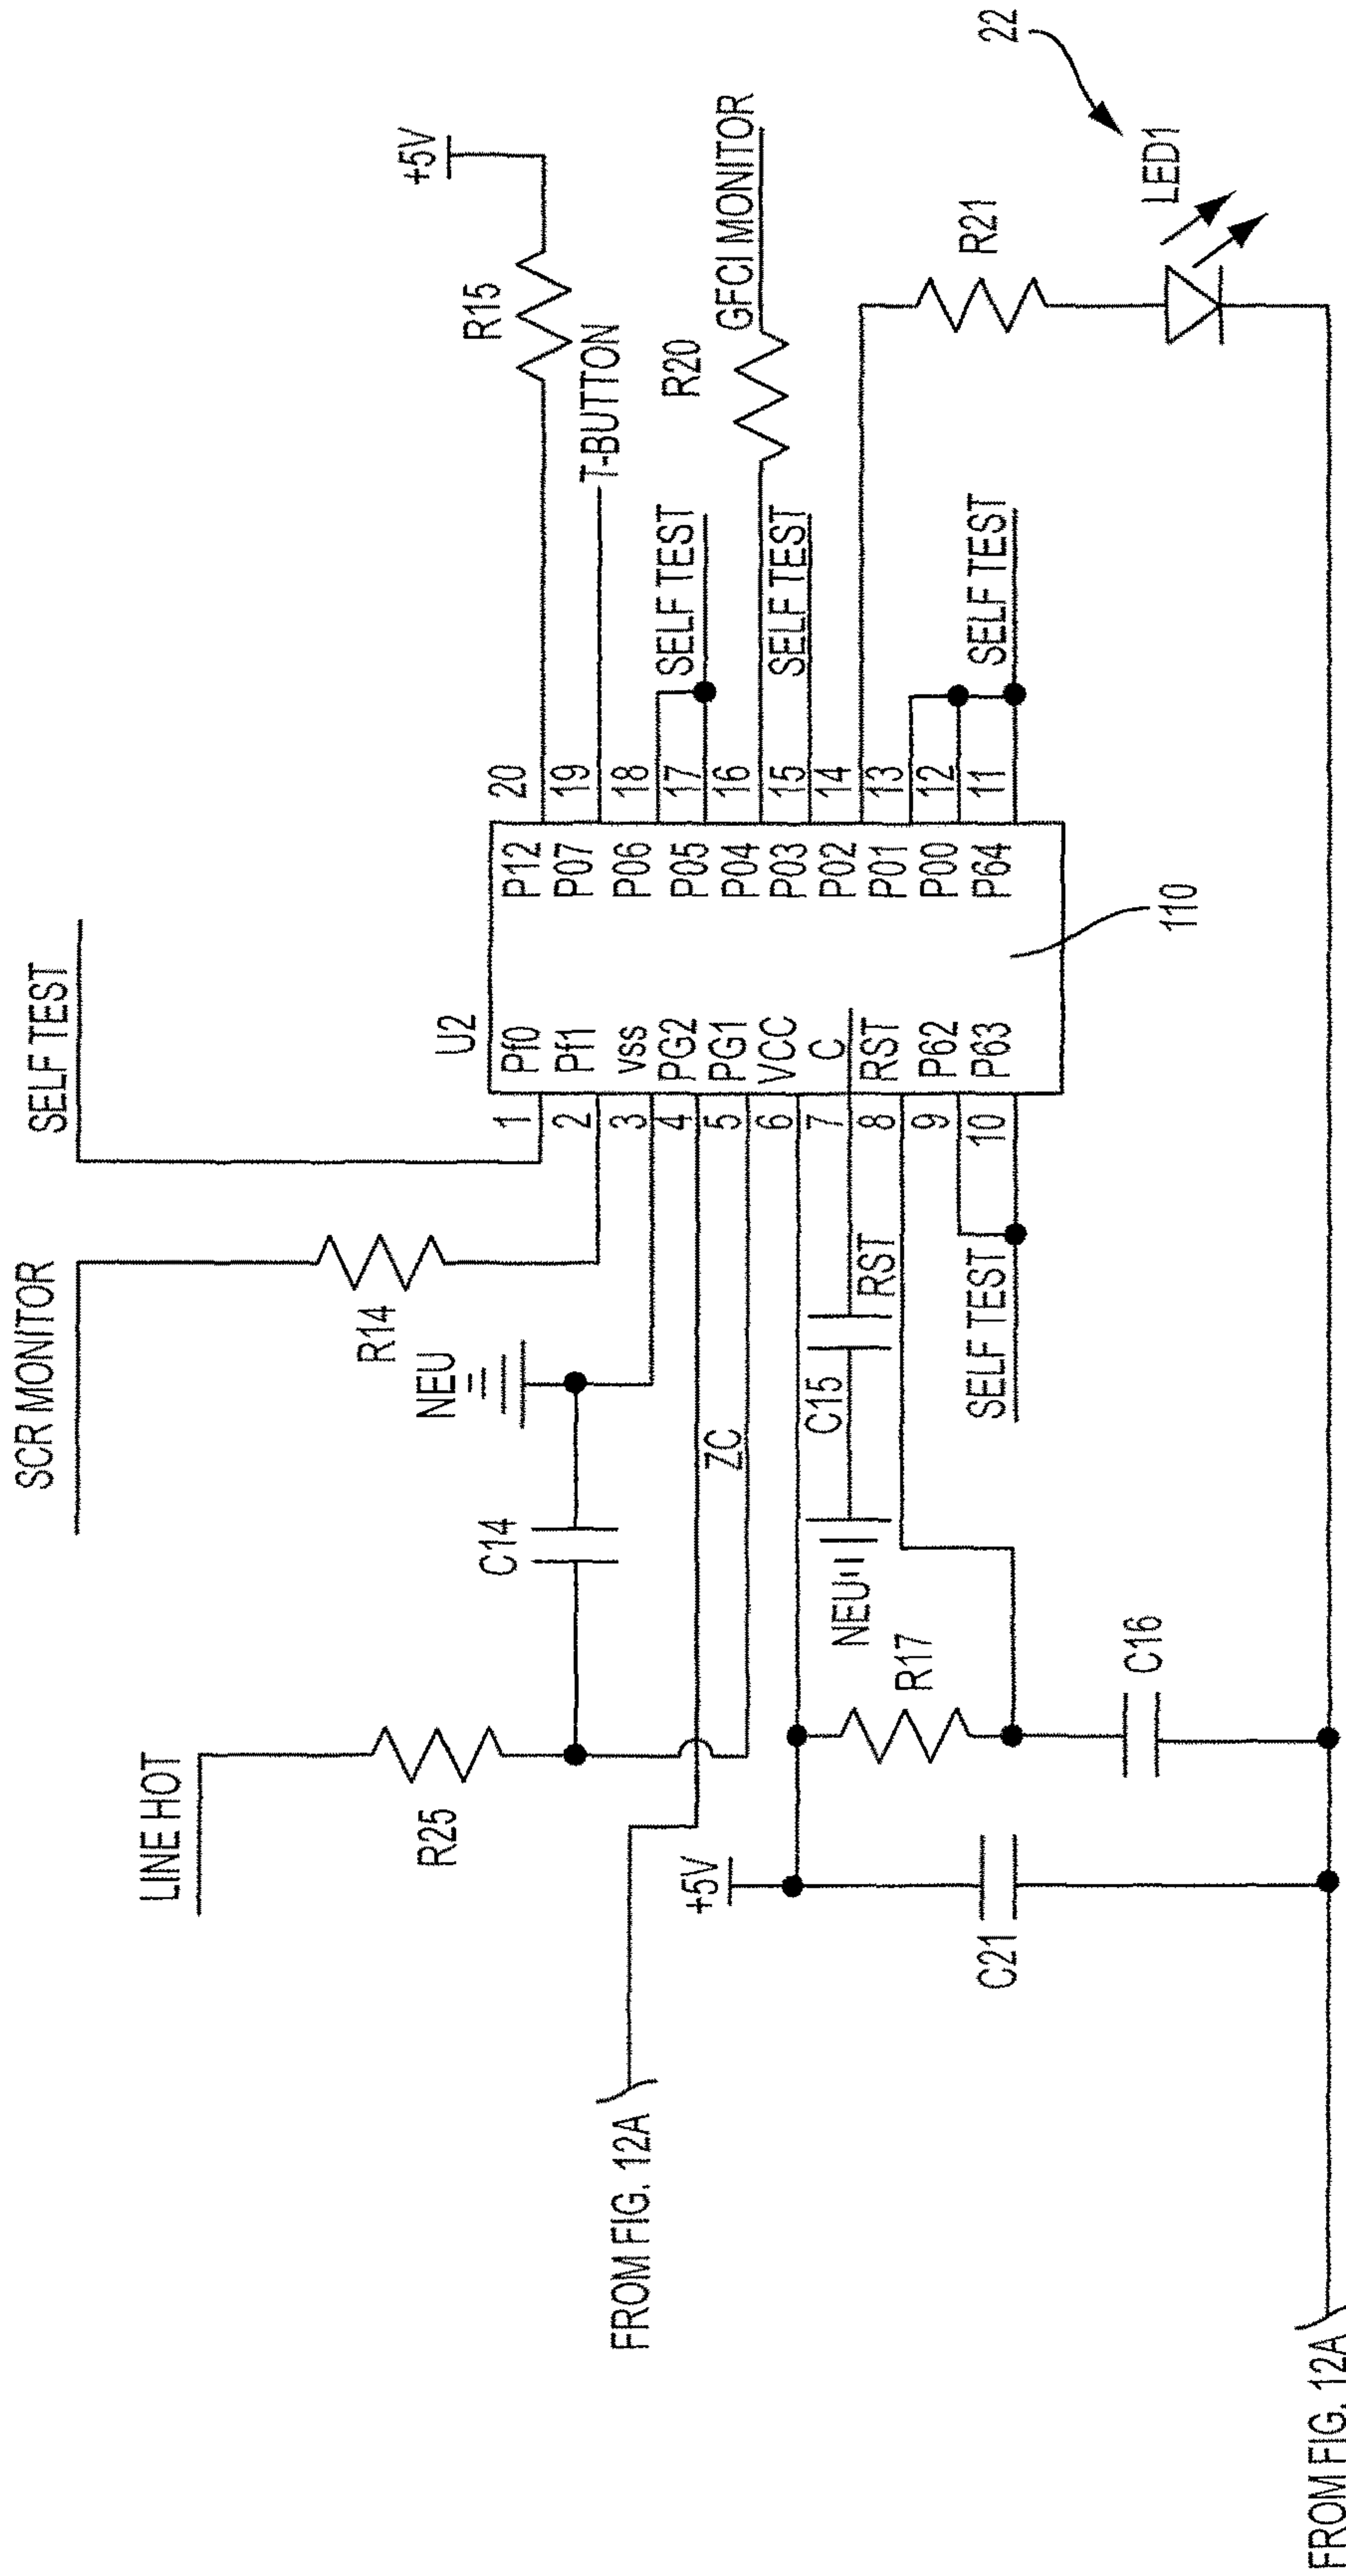 SELF TEST
SCR MONITOR
LINE HOT
R14
NEU
C14
R25
FROM FIG. 12A
ZC
+5V
C21
R17
C16
NEU
C15
RST
SELF TEST
FROM FIG. 12A
U2
1 Pf0
2 Pf1
3 vss
4 PG2
5 PG1
6 VCC
7 C
8 RST
9 P62
10 P63
P12 20
P07 19
P06 18
P05 17
P04 16
P03 15
P02 14
P01 13
P00 12
P64 11
110
+5V
R15
T-BUTTON
SELF TEST
R20
GFCI MONITOR
SELF TEST
SELF TEST
R21
LED1
22